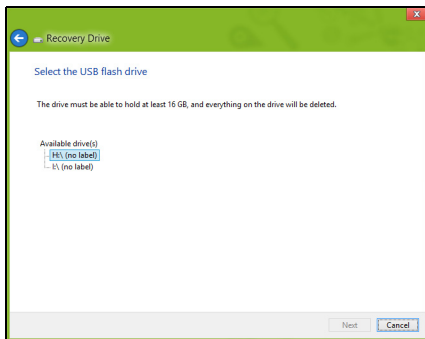 x
Recovery Drive
Select the USB flash drive
The drive must be able to hold at least 16 GB, and everything on the drive will be deleted.
Available drive(s)
H:\ (no label)
I:\ (no label)
Next Cancel